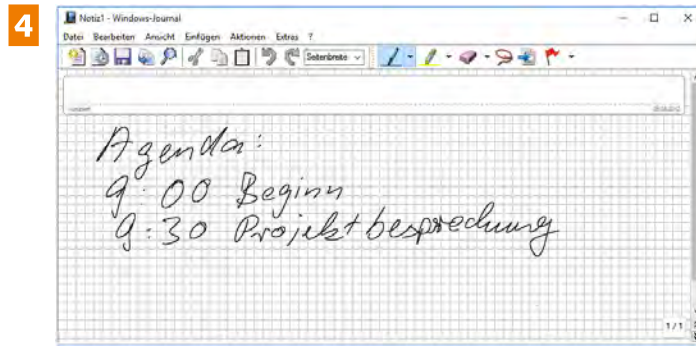 4
Notiz1 - Windows-Journal
Datei Bearbeiten Ansicht Einfügen Aktionen Extras ?
Seitenbreite
Agenda:
9:00 Beginn
9:30 Projektbesprechung
1 / 1